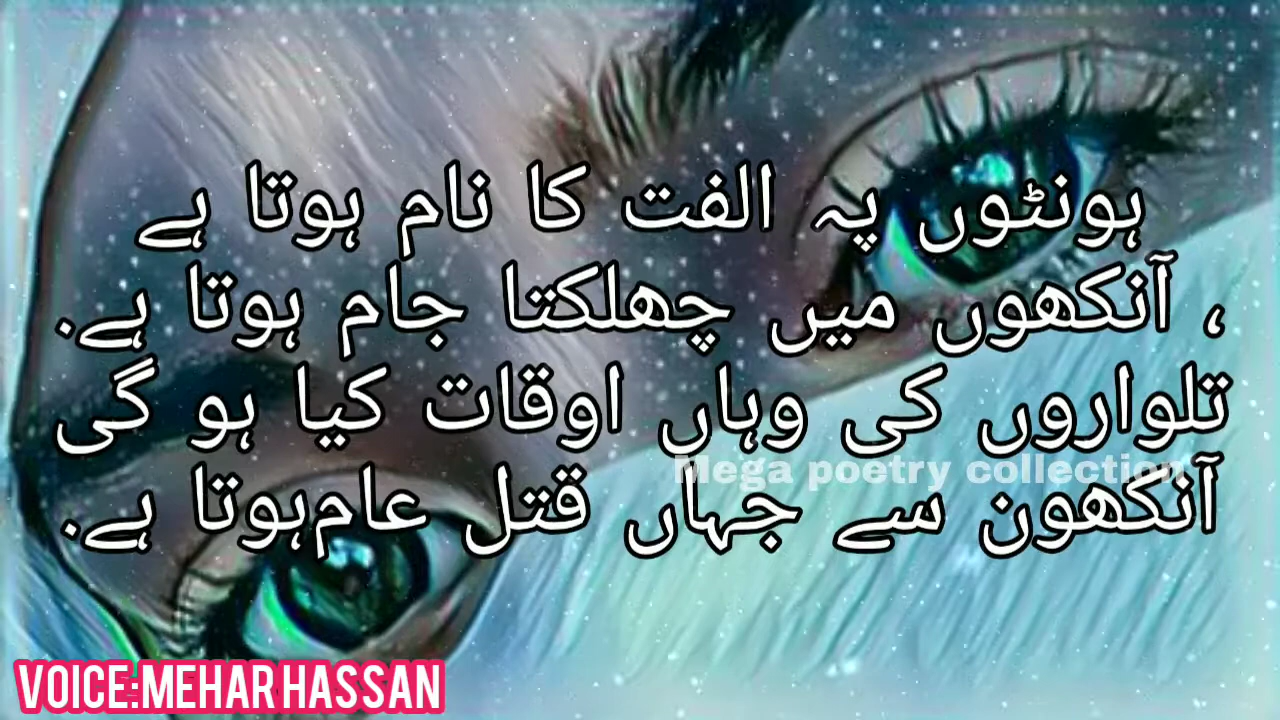 ہونٹوں پہ الفت کا نام ہوتا ہے
، آنکھوں میں چھلکتا جام ہوتا ہے.
تلواروں کی وہاں اوقات کیا ہو گی
Mega poetry collection
آنکھون سے جہاں قتل عام‌ہوتا ہے.
VOICE:MEHAR HASSAN